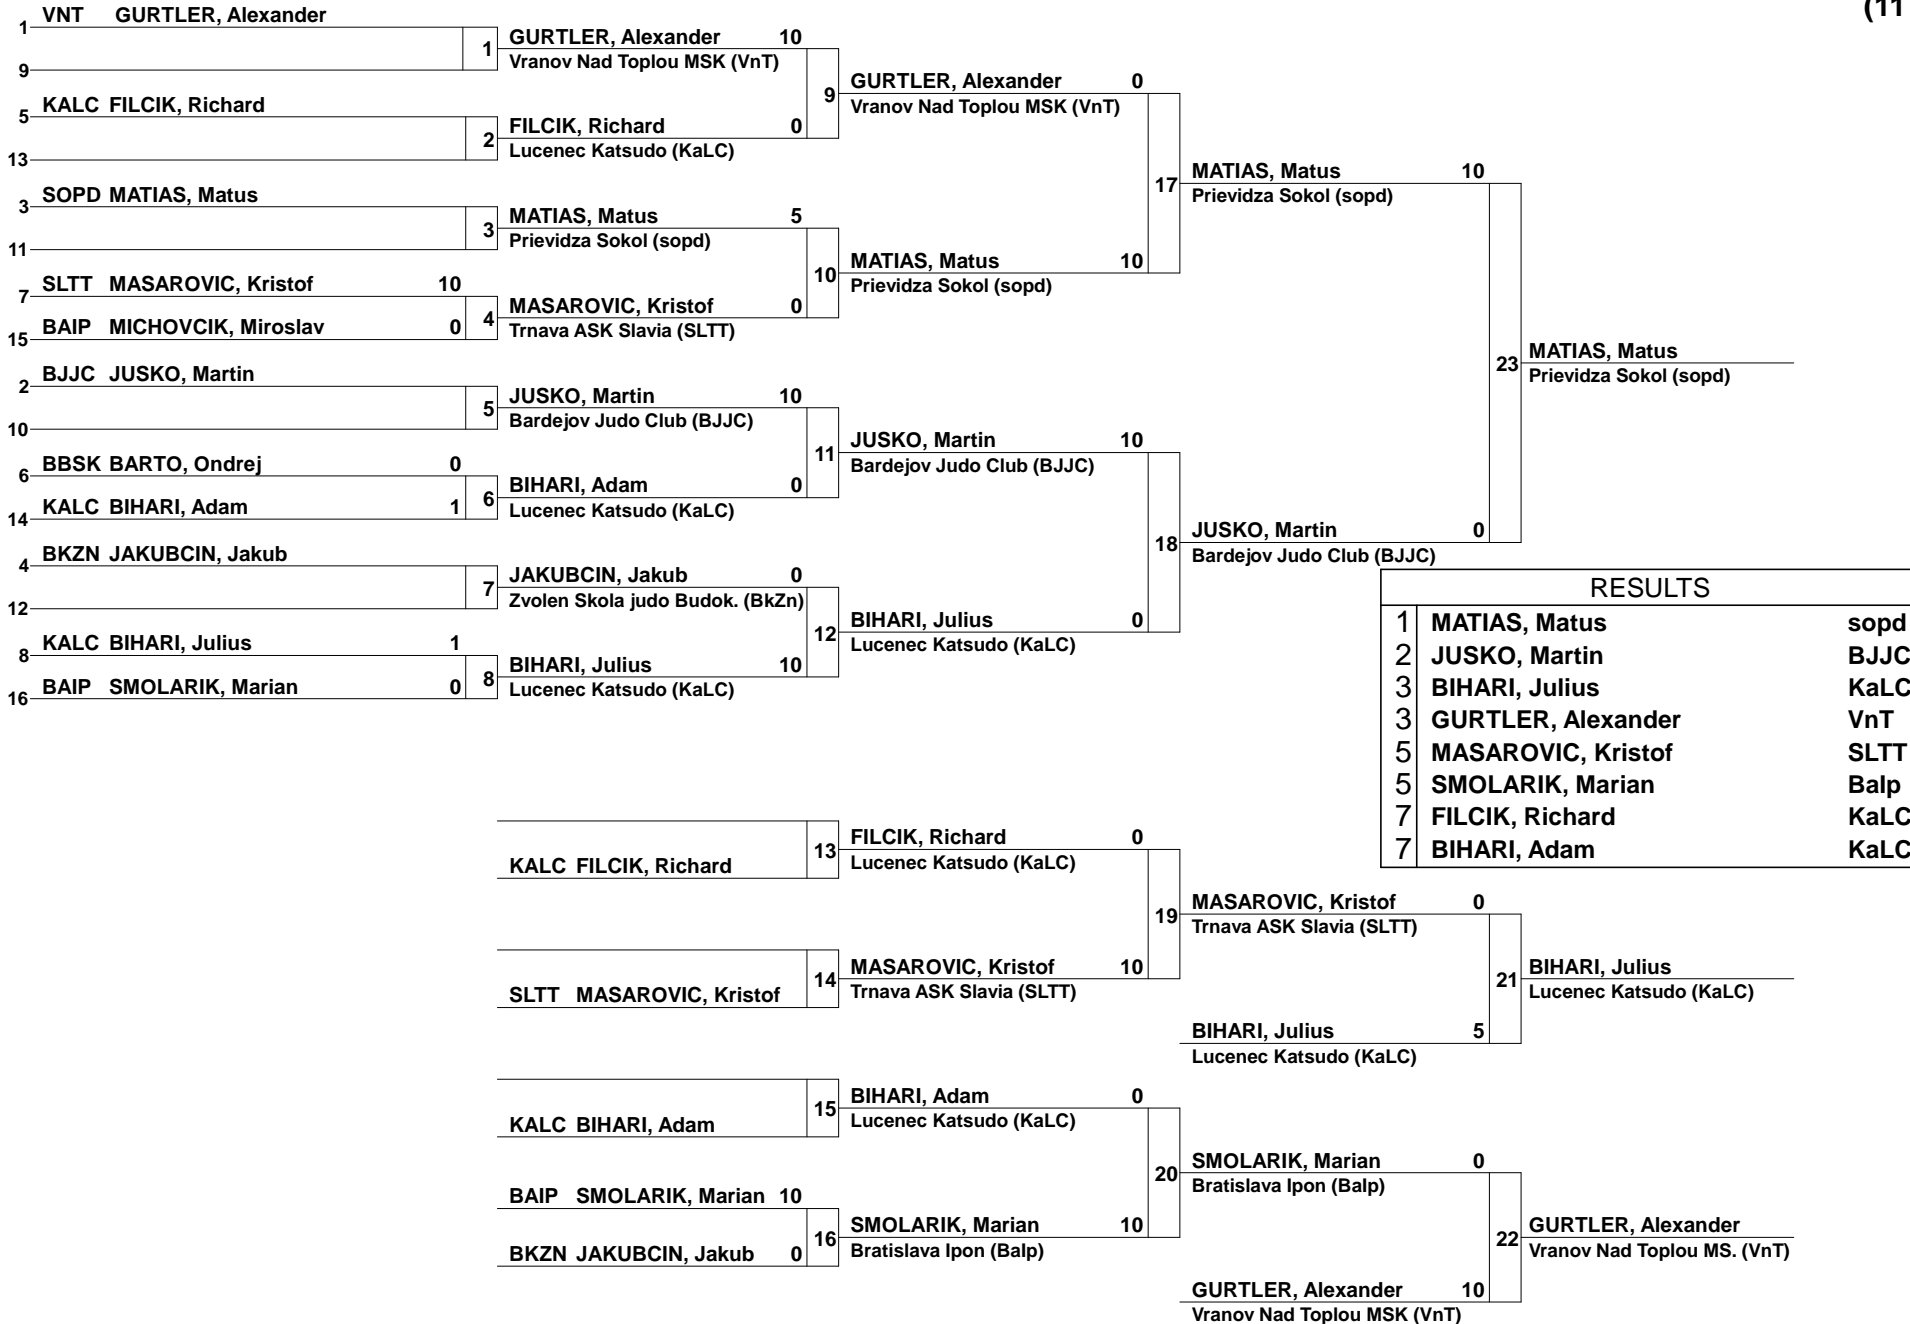 (11
1 VNT GURTLER, Alexander
9
1
5 KALC FILCIK, Richard
13
2
3 SOPD MATIAS, Matus
11
3
7 SLTT MASAROVIC, Kristof 10
15 BAIP MICHOVCIK, Miroslav 0
4
2 BJJC JUSKO, Martin
10
5
6 BBSK BARTO, Ondrej 0
14 KALC BIHARI, Adam 1
6
4 BKZN JAKUBCIN, Jakub
12
7
8 KALC BIHARI, Julius 1
16 BAIP SMOLARIK, Marian 0
8
GURTLER, Alexander 10
Vranov Nad Toplou MSK (VnT)
9
FILCIK, Richard 0
Lucenec Katsudo (KaLC)
MATIAS, Matus 5
Prievidza Sokol (sopd)
10
MASAROVIC, Kristof 0
Trnava ASK Slavia (SLTT)
JUSKO, Martin 10
Bardejov Judo Club (BJJC)
11
BIHARI, Adam 0
Lucenec Katsudo (KaLC)
JAKUBCIN, Jakub 0
Zvolen Skola judo Budok. (BkZn)
12
BIHARI, Julius 10
Lucenec Katsudo (KaLC)
GURTLER, Alexander 0
Vranov Nad Toplou MSK (VnT)
17
MATIAS, Matus 10
Prievidza Sokol (sopd)
JUSKO, Martin 10
Bardejov Judo Club (BJJC)
18
BIHARI, Julius 0
Lucenec Katsudo (KaLC)
MATIAS, Matus 10
Prievidza Sokol (sopd)
23
JUSKO, Martin 0
Bardejov Judo Club (BJJC)
MATIAS, Matus
Prievidza Sokol (sopd)
RESULTS
1 MATIAS, Matus sopd
2 JUSKO, Martin BJJC
3 BIHARI, Julius KaLC
3 GURTLER, Alexander VnT
5 MASAROVIC, Kristof SLTT
5 SMOLARIK, Marian BaIp
7 FILCIK, Richard KaLC
7 BIHARI, Adam KaLC
KALC FILCIK, Richard
13
SLTT MASAROVIC, Kristof
14
KALC BIHARI, Adam
15
BAIP SMOLARIK, Marian 10
BKZN JAKUBCIN, Jakub 0
16
FILCIK, Richard 0
Lucenec Katsudo (KaLC)
19
MASAROVIC, Kristof 10
Trnava ASK Slavia (SLTT)
BIHARI, Adam 0
Lucenec Katsudo (KaLC)
20
SMOLARIK, Marian 10
Bratislava Ipon (BaIp)
MASAROVIC, Kristof 0
Trnava ASK Slavia (SLTT)
21
BIHARI, Julius 5
Lucenec Katsudo (KaLC)
SMOLARIK, Marian 0
Bratislava Ipon (BaIp)
22
GURTLER, Alexander 10
Vranov Nad Toplou MSK (VnT)
BIHARI, Julius
Lucenec Katsudo (KaLC)
GURTLER, Alexander
Vranov Nad Toplou MS. (VnT)